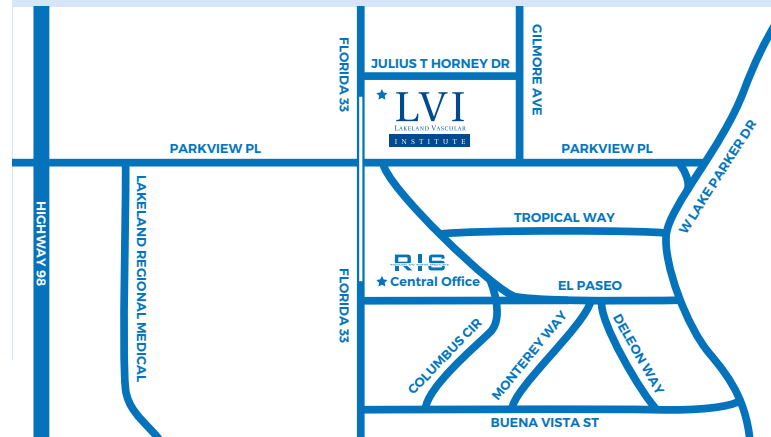 FLORIDA 33
JULIUS T HORNEY DR
GILMORE AVE
LVI
LAKELAND VASCULAR
INSTITUTE
PARKVIEW PL
PARKVIEW PL
W LAKE PARKER DR
HIGHWAY 98
LAKELAND REGIONAL MEDICAL
TROPICAL WAY
RIS
Central Office
FLORIDA 33
EL PASEO
COLUMBUS CIR
MONTEREY WAY
DELEON WAY
BUENA VISTA ST